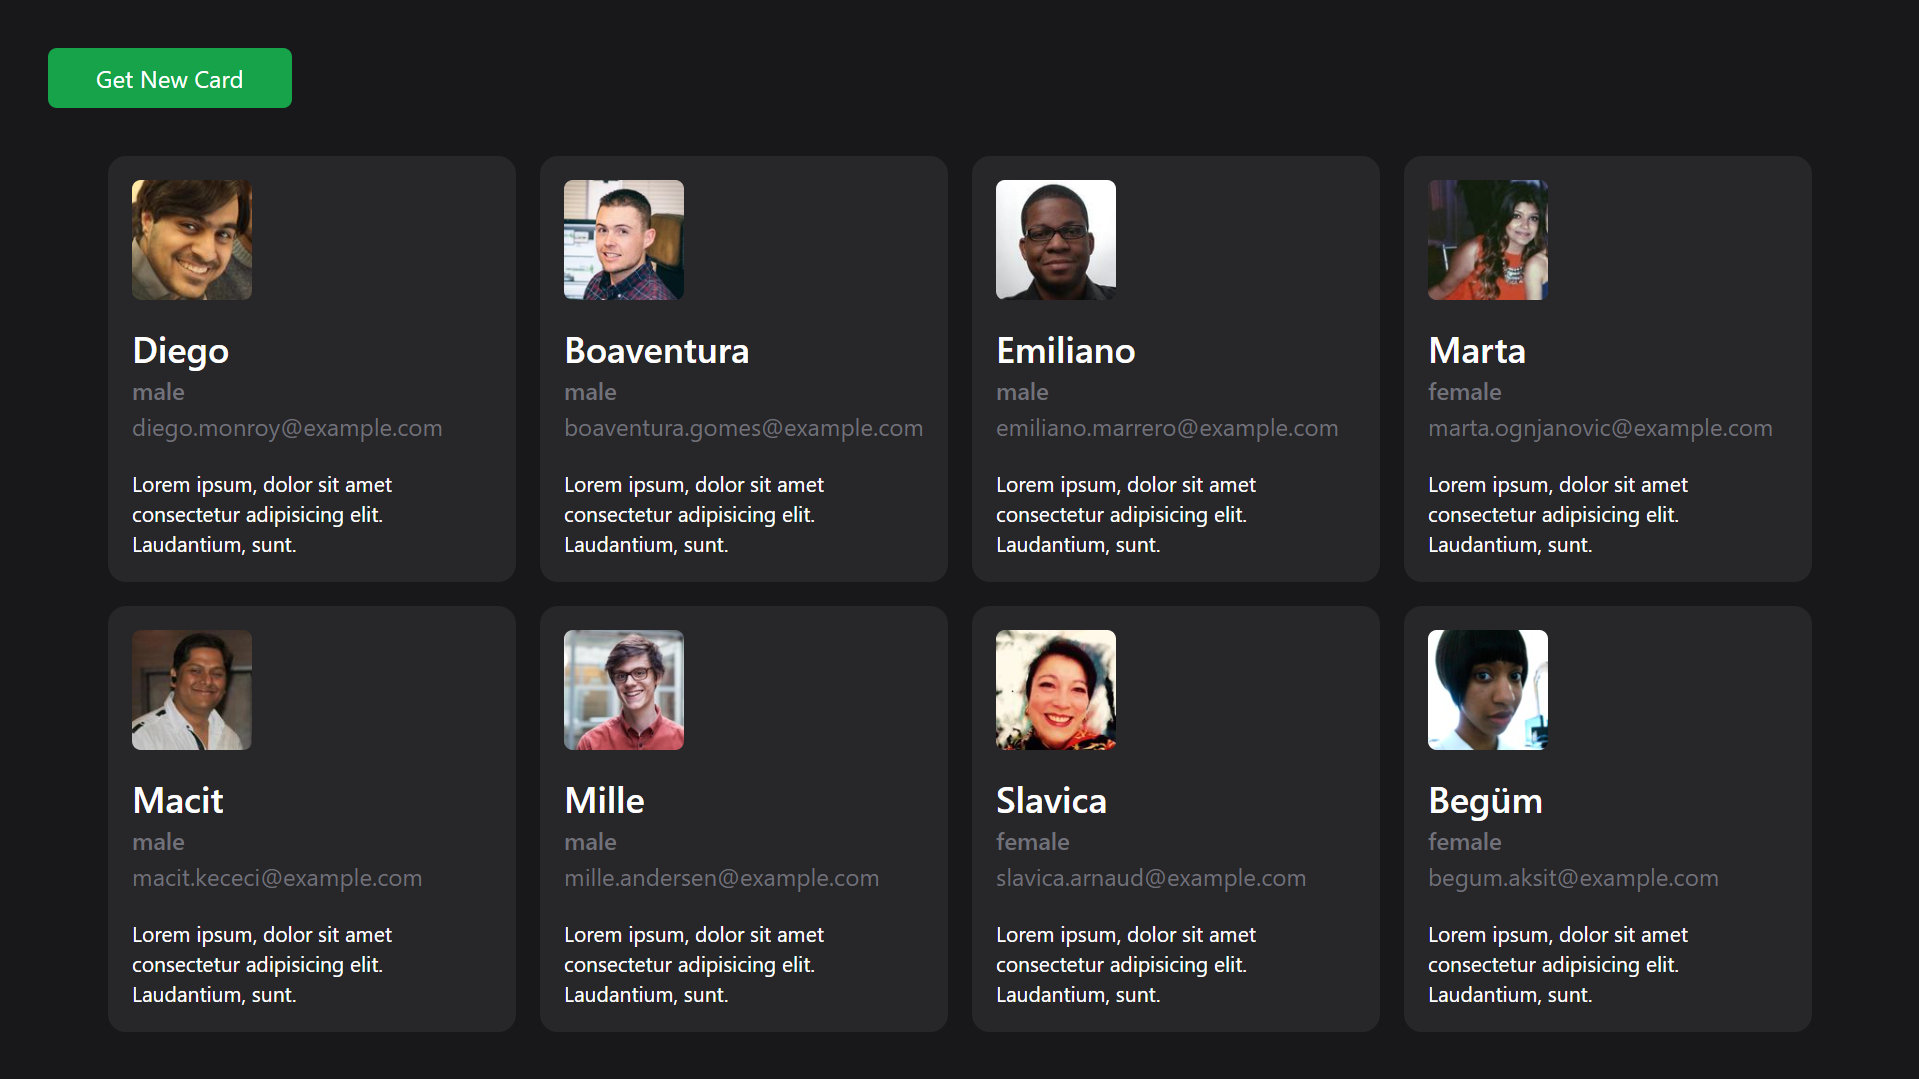 Get New Card
Diego
male
diego.monroy@example.com
Lorem ipsum, dolor sit amet
consectetur adipisicing elit.
Laudantium, sunt.
Boaventura
male
boaventura.gomes@example.com
Lorem ipsum, dolor sit amet
consectetur adipisicing elit.
Laudantium, sunt.
Emiliano
male
emiliano.marrero@example.com
Lorem ipsum, dolor sit amet
consectetur adipisicing elit.
Laudantium, sunt.
Marta
female
marta.ognjanovic@example.com
Lorem ipsum, dolor sit amet
consectetur adipisicing elit.
Laudantium, sunt.
Macit
male
macit.kececi@example.com
Lorem ipsum, dolor sit amet
consectetur adipisicing elit.
Laudantium, sunt.
Mille
male
mille.andersen@example.com
Lorem ipsum, dolor sit amet
consectetur adipisicing elit.
Laudantium, sunt.
Slavica
female
slavica.arnaud@example.com
Lorem ipsum, dolor sit amet
consectetur adipisicing elit.
Laudantium, sunt.
Begüm
female
begum.aksit@example.com
Lorem ipsum, dolor sit amet
consectetur adipisicing elit.
Laudantium, sunt.